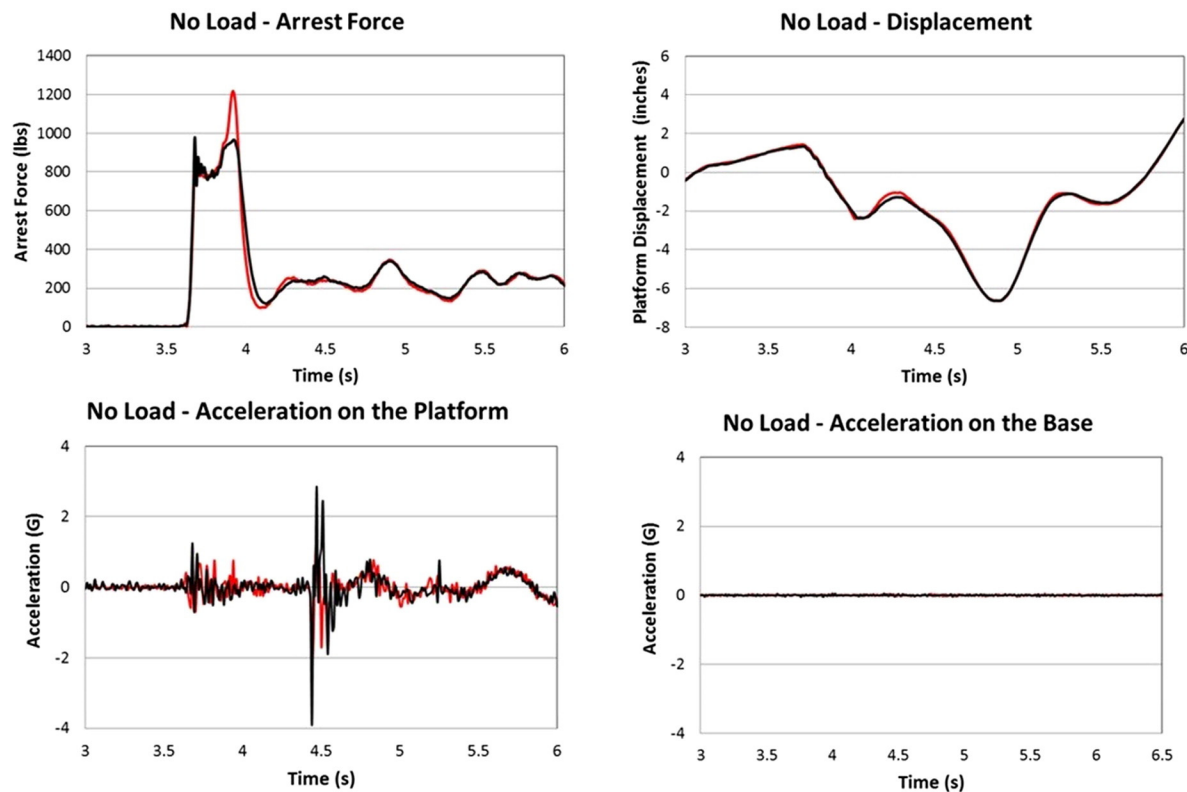 No Load - Arrest Force
1400
1200
1000
800
600
400
200
0
Arrest Force (lbs)
3 3.5 4 4.5 5 5.5 6
Time (s)
No Load - Displacement
6
4
2
0
-2
-4
-6
-8
Platform Displacement (inches)
3 3.5 4 4.5 5 5.5 6
Time (s)
No Load - Acceleration on the Platform
4
2
0
-2
-4
Acceleration (G)
3 3.5 4 4.5 5 5.5 6
Time (s)
No Load - Acceleration on the Base
4
2
0
-2
-4
Acceleration (G)
3 3.5 4 4.5 5 5.5 6 6.5
Time (s)